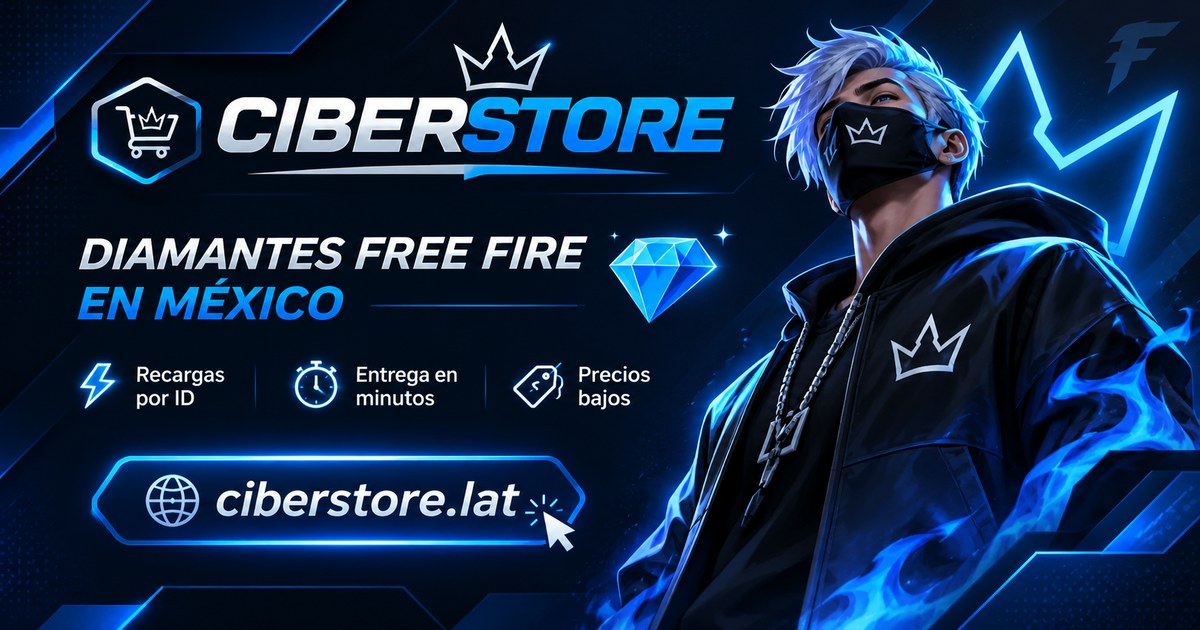 CIBERSTORE
DIAMANTES FREE FIRE
EN MÉXICO
Recargas
por ID
Entrega en
minutos
Precios
bajos
ciberstore.lat
F